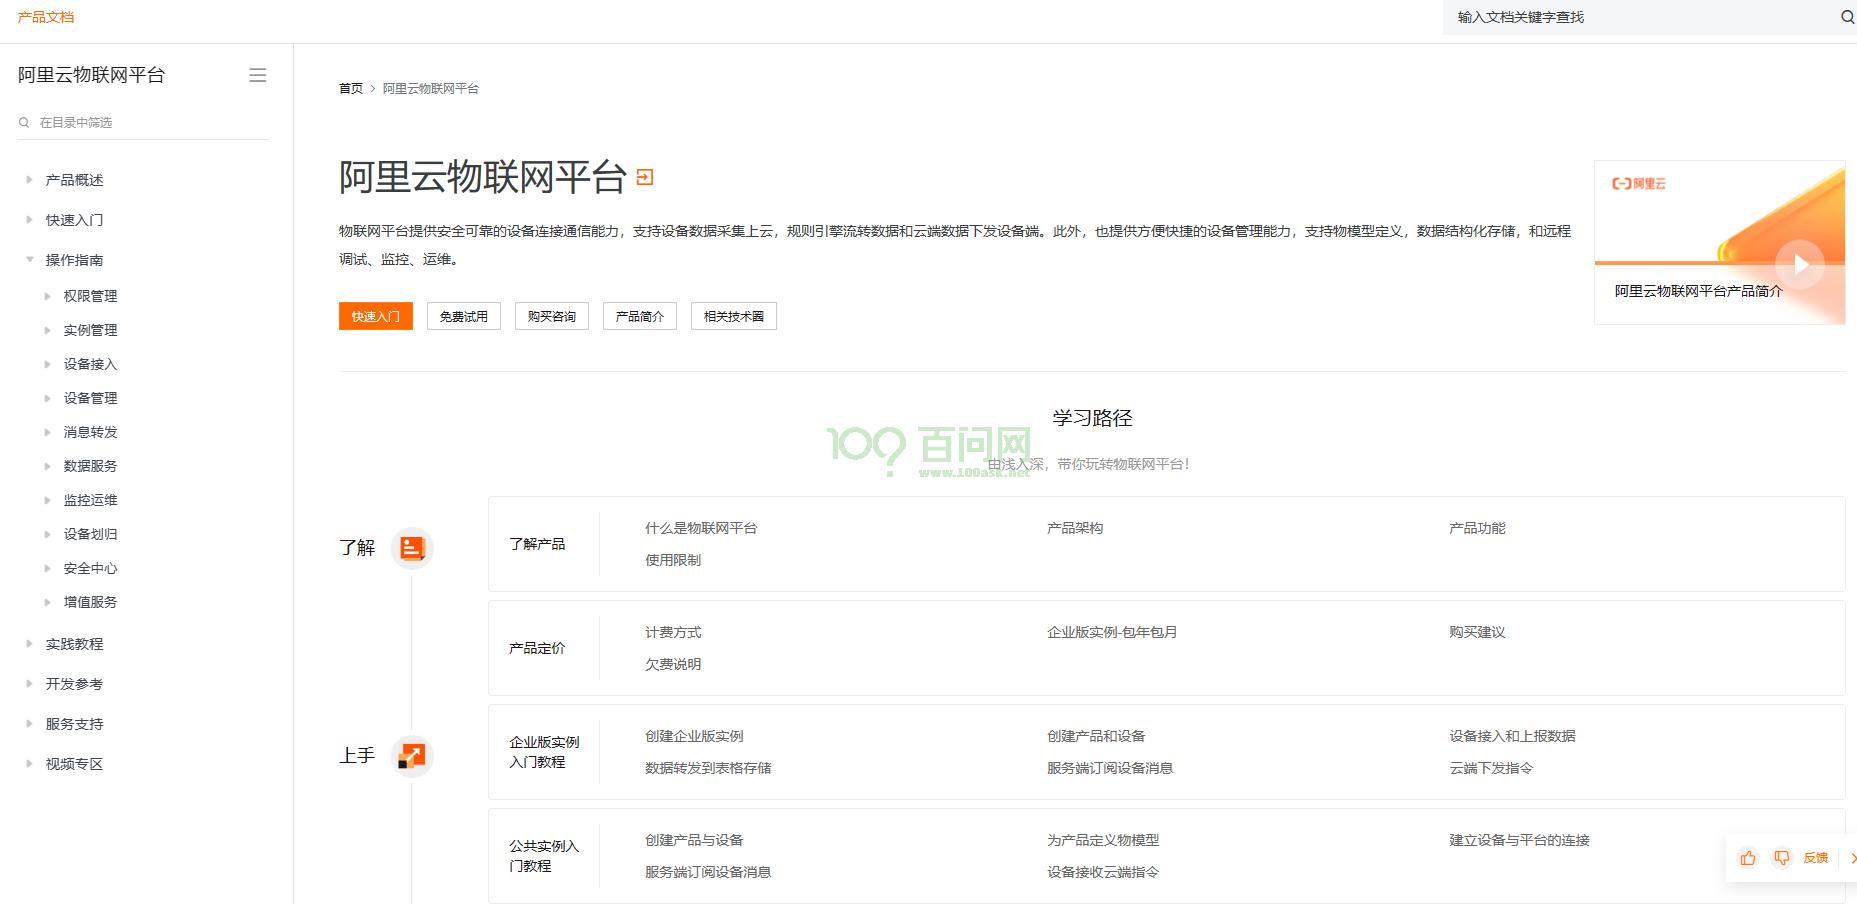 产品文档
输入文档关键字查找
阿里云物联网平台
在目录中筛选
产品概述
快速入门
操作指南
权限管理
实例管理
设备接入
设备管理
消息转发
数据服务
监控运维
设备划归
安全中心
增值服务
实践教程
开发参考
服务支持
视频专区
首页 > 阿里云物联网平台
阿里云物联网平台
物联网平台提供安全可靠的设备连接通信能力，支持设备数据采集上云，规则引擎流转数据和云端数据下发设备端。此外，也提供方便快捷的设备管理能力，支持物模型定义，数据结构化存储，和远程
调试、监控、运维。
快速入门 免费试用 购买咨询 产品简介 相关技术圈
阿里云
阿里云物联网平台产品简介
学习路径
100? 百问网
www.100ask.net
由浅入深，带你玩转物联网平台！
了解
了解产品
什么是物联网平台 产品架构 产品功能
使用限制
产品定价
计费方式 企业版实例-包年包月 购买建议
欠费说明
上手
企业版实例
入门教程
创建企业版实例 创建产品和设备 设备接入和上报数据
数据转发到表格存储 服务端订阅设备消息 云端下发指令
公共实例入
门教程
创建产品与设备 为产品定义物模型 建立设备与平台的连接
服务端订阅设备消息 设备接收云端指令
反馈